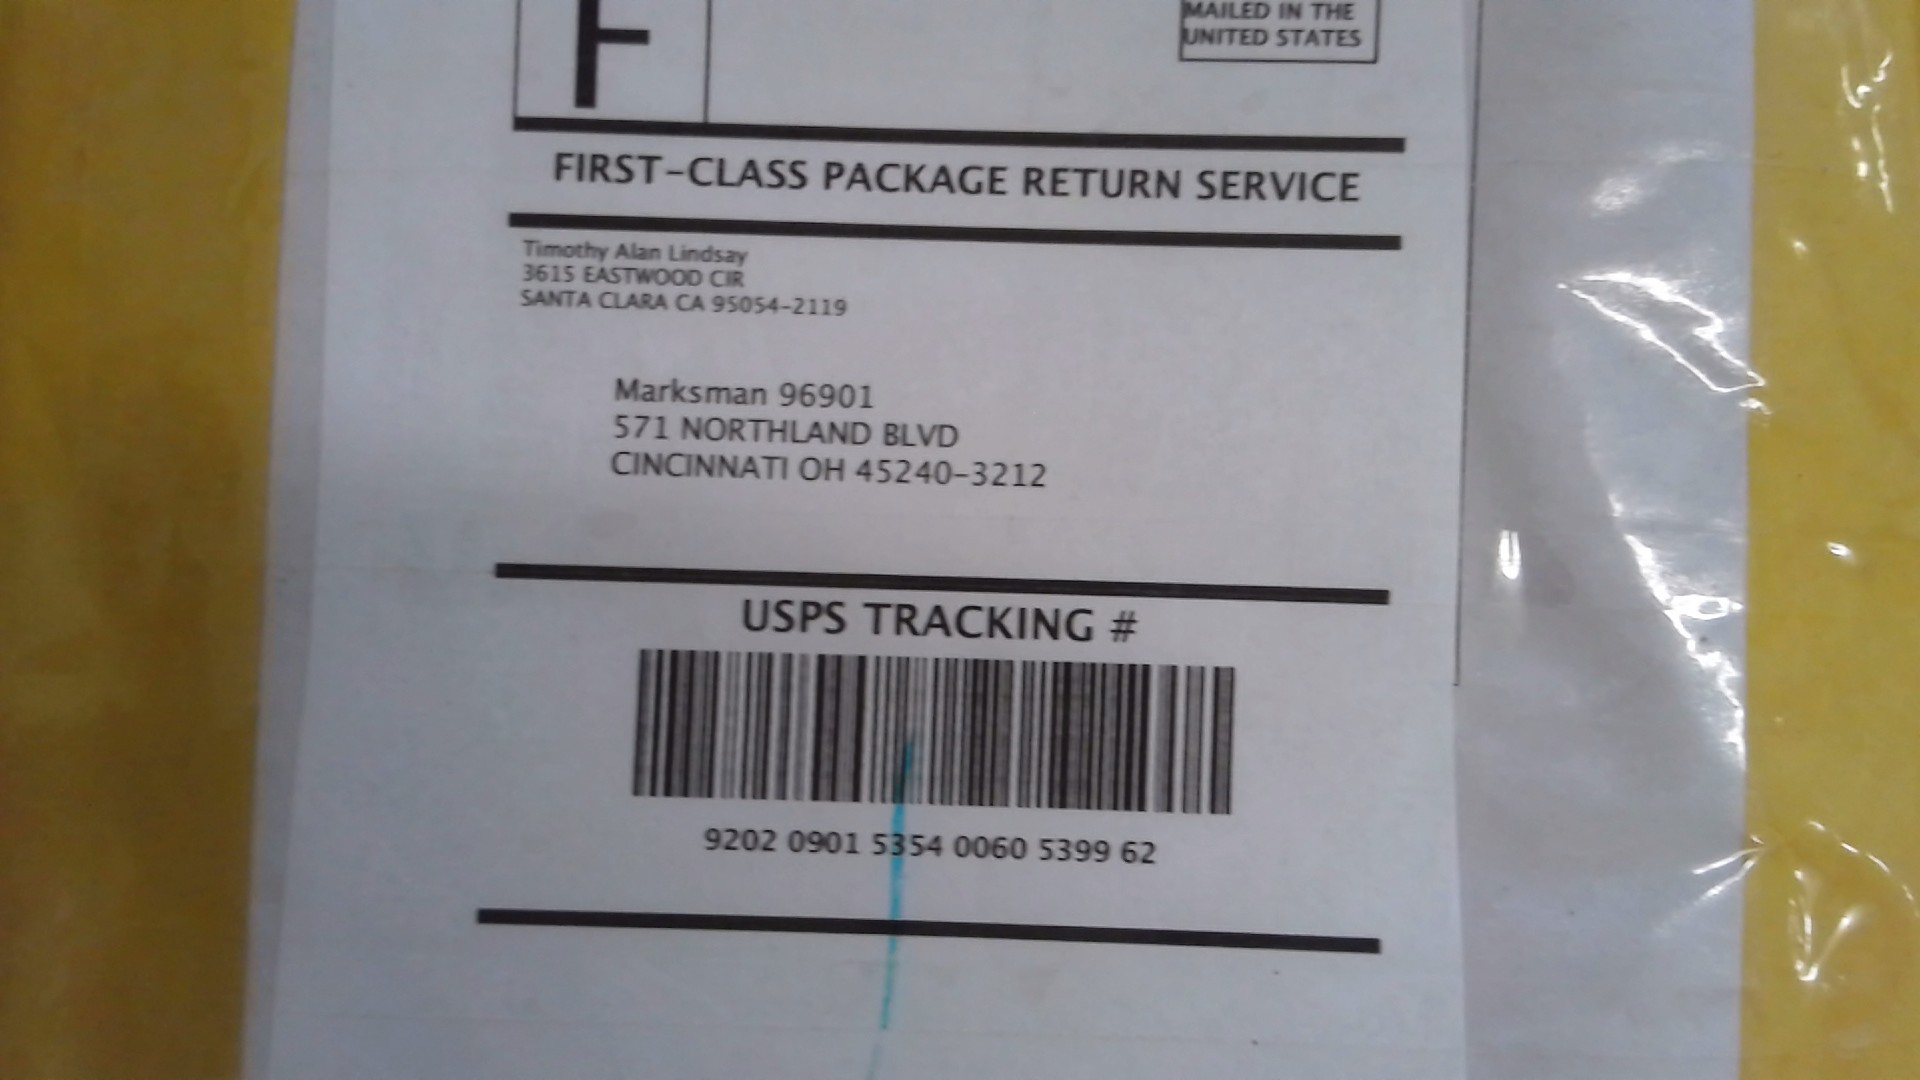 F
MAILED IN THE
UNITED STATES
FIRST-CLASS PACKAGE RETURN SERVICE
Timothy Alan Lindsay
3615 EASTWOOD CIR
SANTA CLARA CA 95054-2119
Marksman 96901
571 NORTHLAND BLVD
CINCINNATI OH 45240-3212
USPS TRACKING #
9202 0901 5354 0060 5399 62